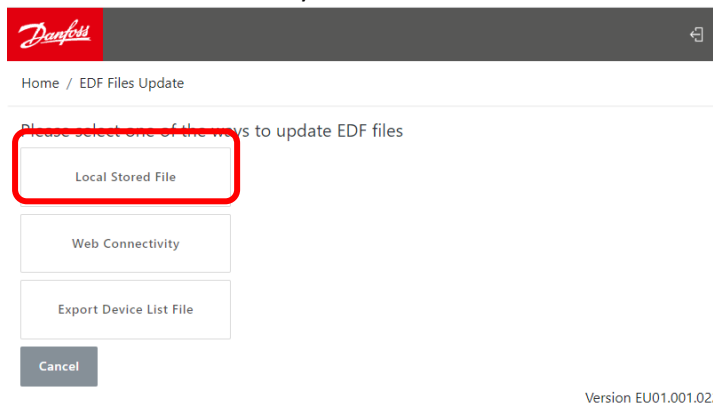 Danfoss
Home / EDF Files Update
Please select one of the ways to update EDF files
Local Stored File
Web Connectivity
Export Device List File
Cancel
Version EU01.001.02.